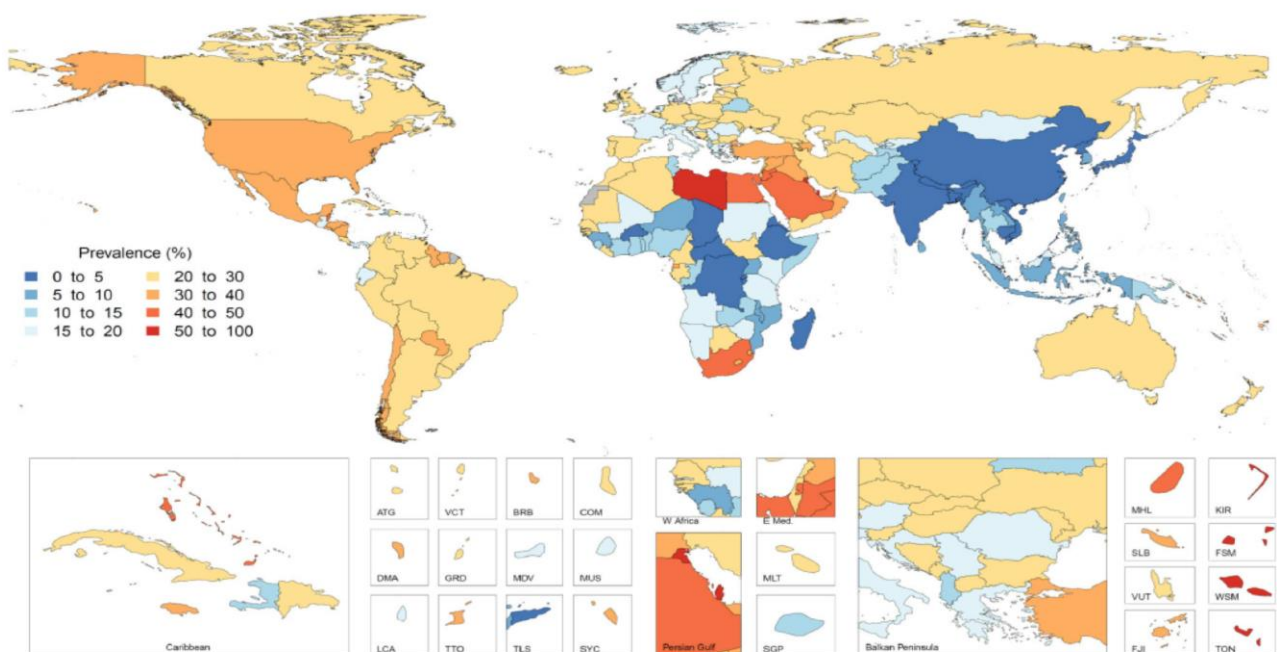 Prevalence (%)
0 to 5
5 to 10
10 to 15
15 to 20
20 to 30
30 to 40
40 to 50
50 to 100
Caribbean
ATG
VCT
BRB
COM
DMA
GRD
MDV
MUS
LCA
TTO
TLS
SYC
W Africa
E Med.
Persian Gulf
MLT
SGP
Balkan Peninsula
MHL
KIR
SLB
FSM
VUT
WSM
FJI
TON